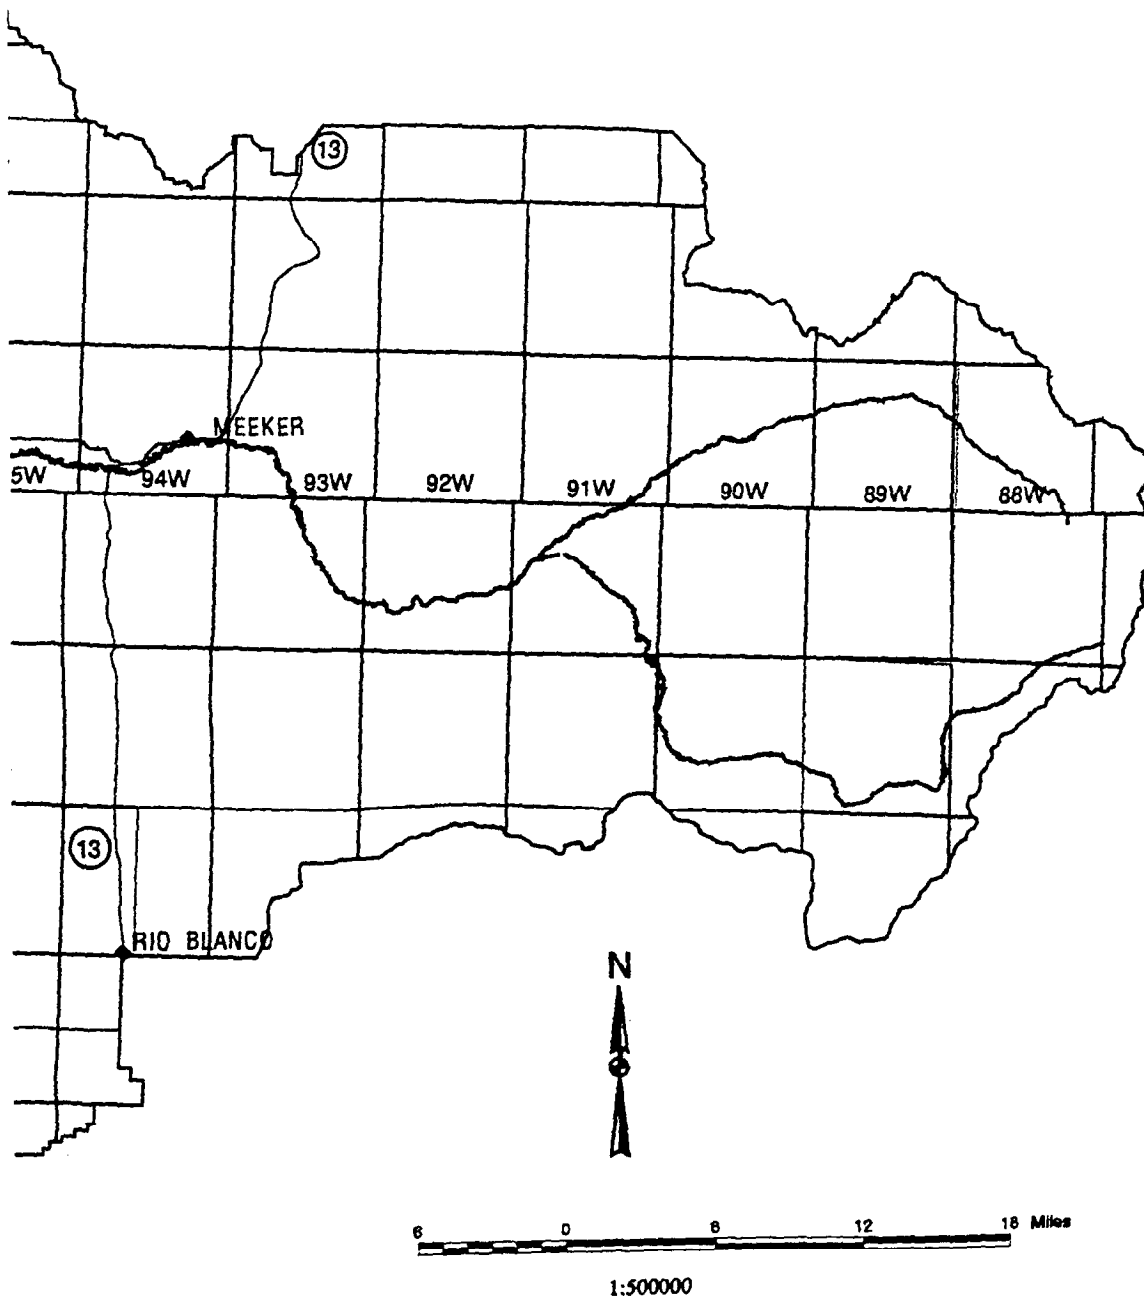 13
MEEKER
5W 94W 93W 92W 91W 90W 89W 88W
13
RIO BLANCO
N
6 0 6 12 18 Miles
1:500000